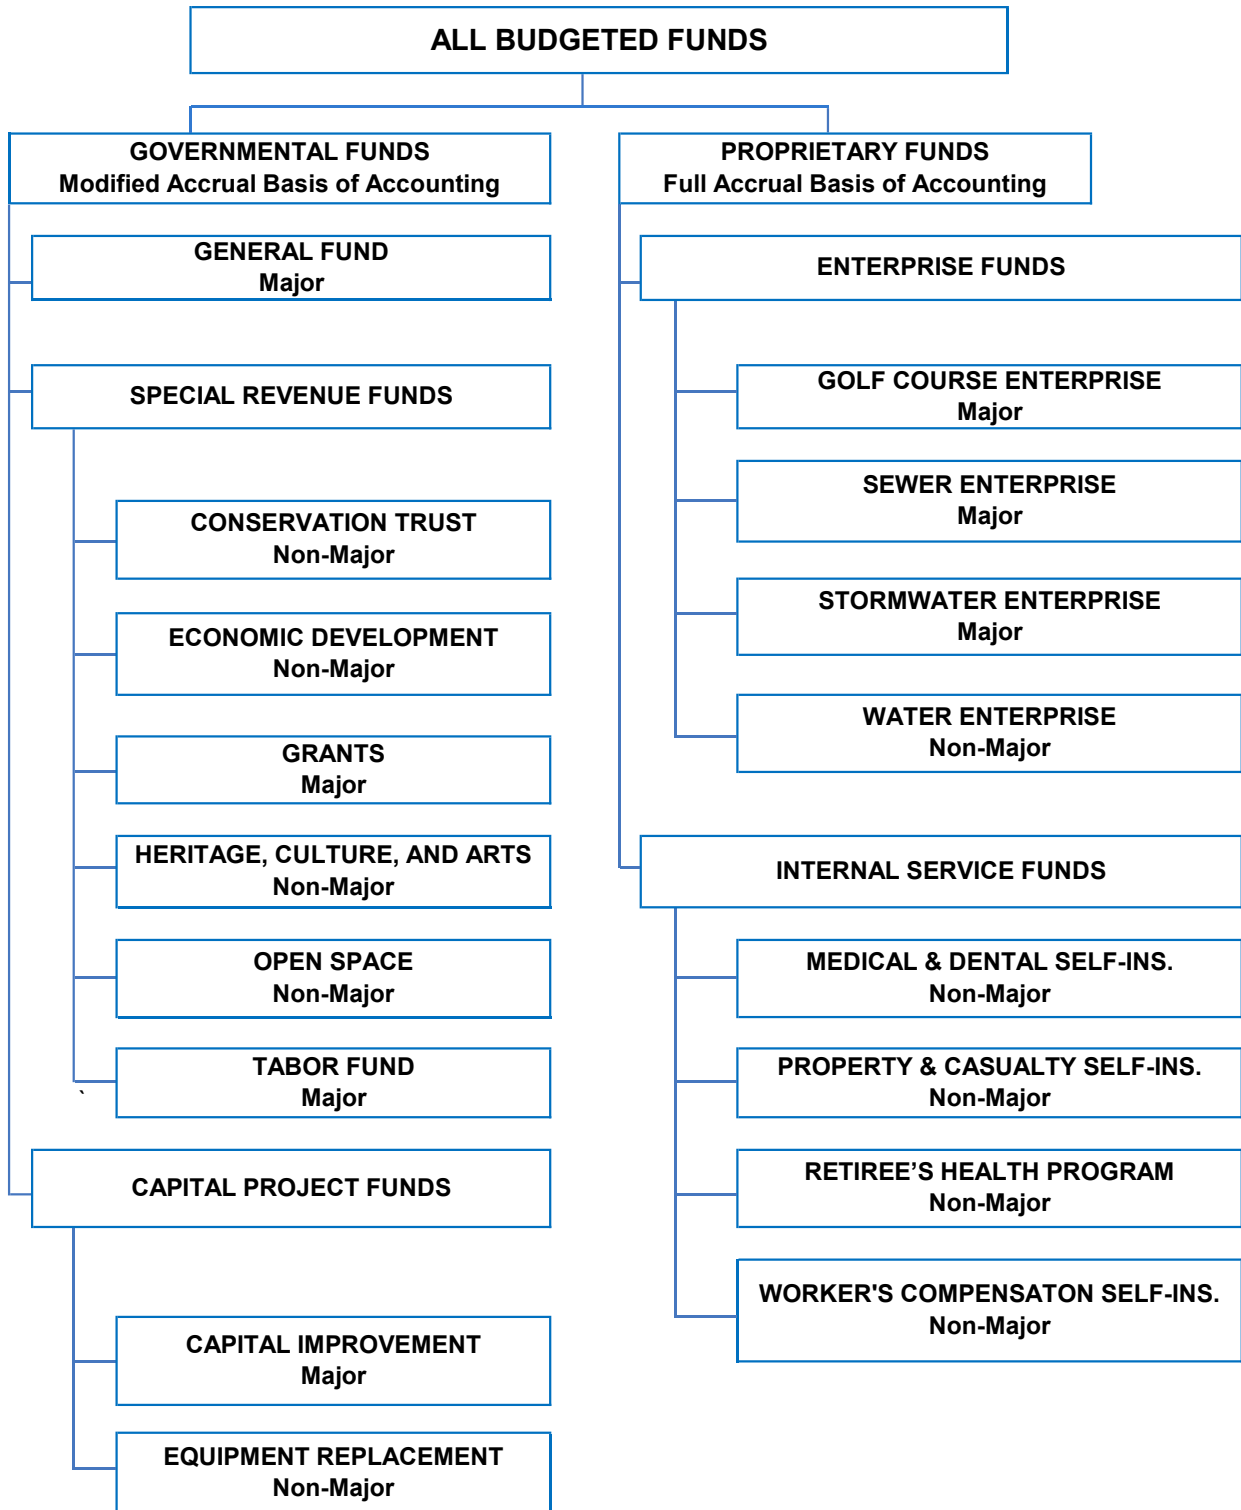 ALL BUDGETED FUNDS
GOVERNMENTAL FUNDS
Modified Accrual Basis of Accounting
GENERAL FUND
Major
SPECIAL REVENUE FUNDS
CONSERVATION TRUST
Non-Major
ECONOMIC DEVELOPMENT
Non-Major
GRANTS
Major
HERITAGE, CULTURE, AND ARTS
Non-Major
OPEN SPACE
Non-Major
TABOR FUND
Major
`
CAPITAL PROJECT FUNDS
CAPITAL IMPROVEMENT
Major
EQUIPMENT REPLACEMENT
Non-Major
PROPRIETARY FUNDS
Full Accrual Basis of Accounting
ENTERPRISE FUNDS
GOLF COURSE ENTERPRISE
Major
SEWER ENTERPRISE
Major
STORMWATER ENTERPRISE
Major
WATER ENTERPRISE
Non-Major
INTERNAL SERVICE FUNDS
MEDICAL & DENTAL SELF-INS.
Non-Major
PROPERTY & CASUALTY SELF-INS.
Non-Major
RETIREE’S HEALTH PROGRAM
Non-Major
WORKER'S COMPENSATON SELF-INS.
Non-Major